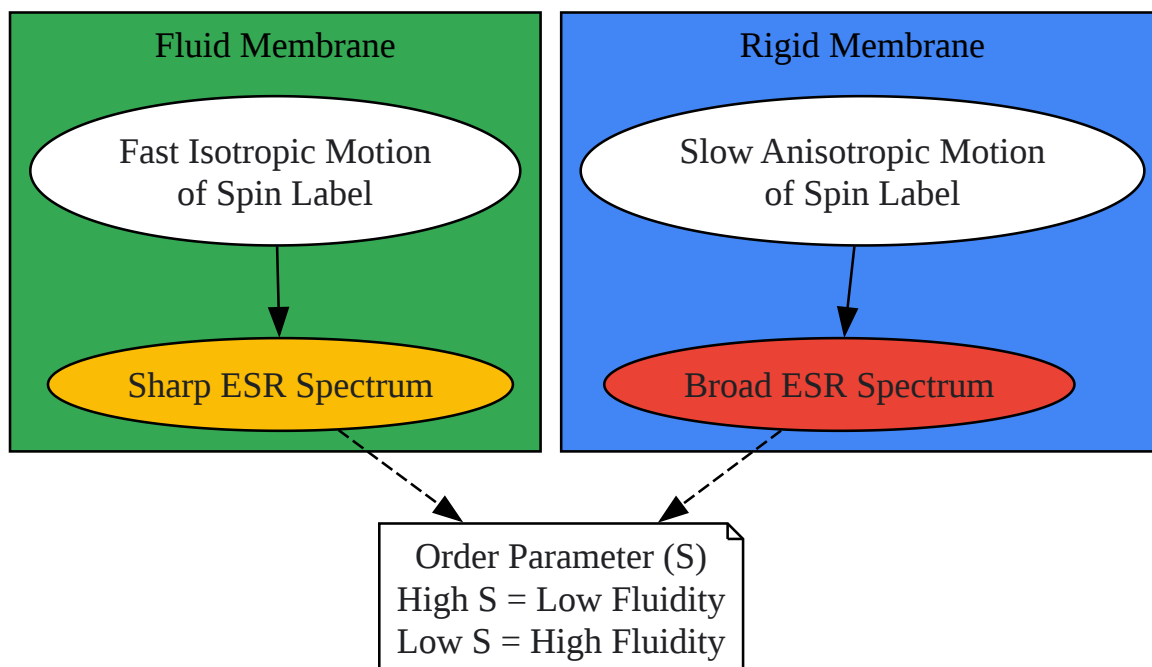 Fluid Membrane
Fast Isotropic Motion
of Spin Label
Sharp ESR Spectrum
Rigid Membrane
Slow Anisotropic Motion
of Spin Label
Broad ESR Spectrum
Order Parameter (S)
High S = Low Fluidity
Low S = High Fluidity